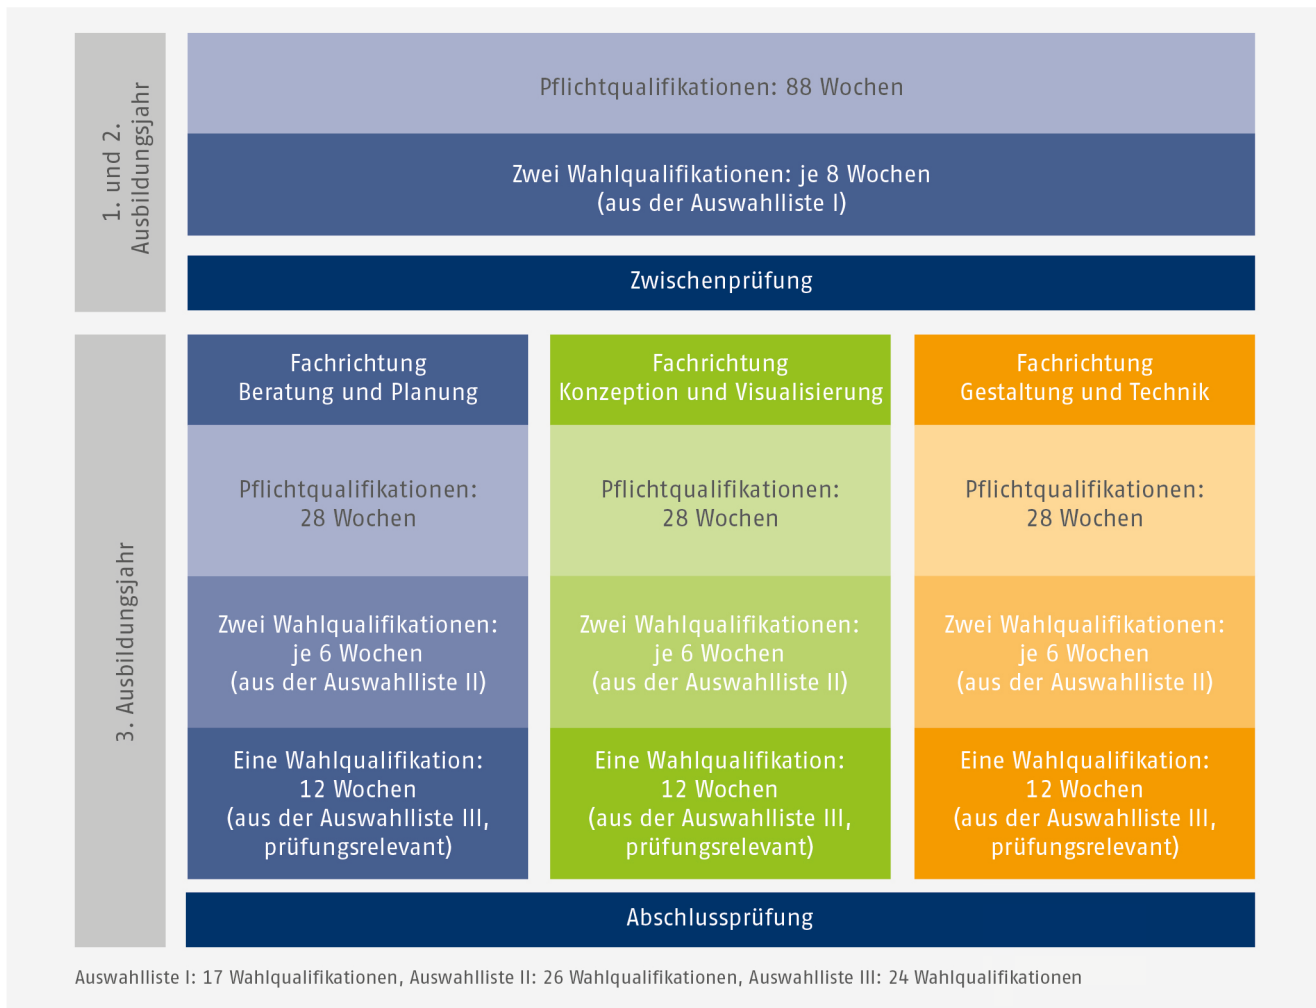 1. und 2.
Ausbildungsjahr
Pflichtqualifikationen: 88 Wochen
Zwei Wahlqualifikationen: je 8 Wochen
(aus der Auswahlliste I)
Zwischenprüfung
3. Ausbildungsjahr
Fachrichtung
Beratung und Planung
Pflichtqualifikationen:
28 Wochen
Zwei Wahlqualifikationen:
je 6 Wochen
(aus der Auswahlliste II)
Eine Wahlqualifikation:
12 Wochen
(aus der Auswahlliste III,
prüfungsrelevant)
Fachrichtung
Konzeption und Visualisierung
Pflichtqualifikationen:
28 Wochen
Zwei Wahlqualifikationen:
je 6 Wochen
(aus der Auswahlliste II)
Eine Wahlqualifikation:
12 Wochen
(aus der Auswahlliste III,
prüfungsrelevant)
Fachrichtung
Gestaltung und Technik
Pflichtqualifikationen:
28 Wochen
Zwei Wahlqualifikationen:
je 6 Wochen
(aus der Auswahlliste II)
Eine Wahlqualifikation:
12 Wochen
(aus der Auswahlliste III,
prüfungsrelevant)
Abschlussprüfung
Auswahlliste I: 17 Wahlqualifikationen, Auswahlliste II: 26 Wahlqualifikationen, Auswahlliste III: 24 Wahlqualifikationen